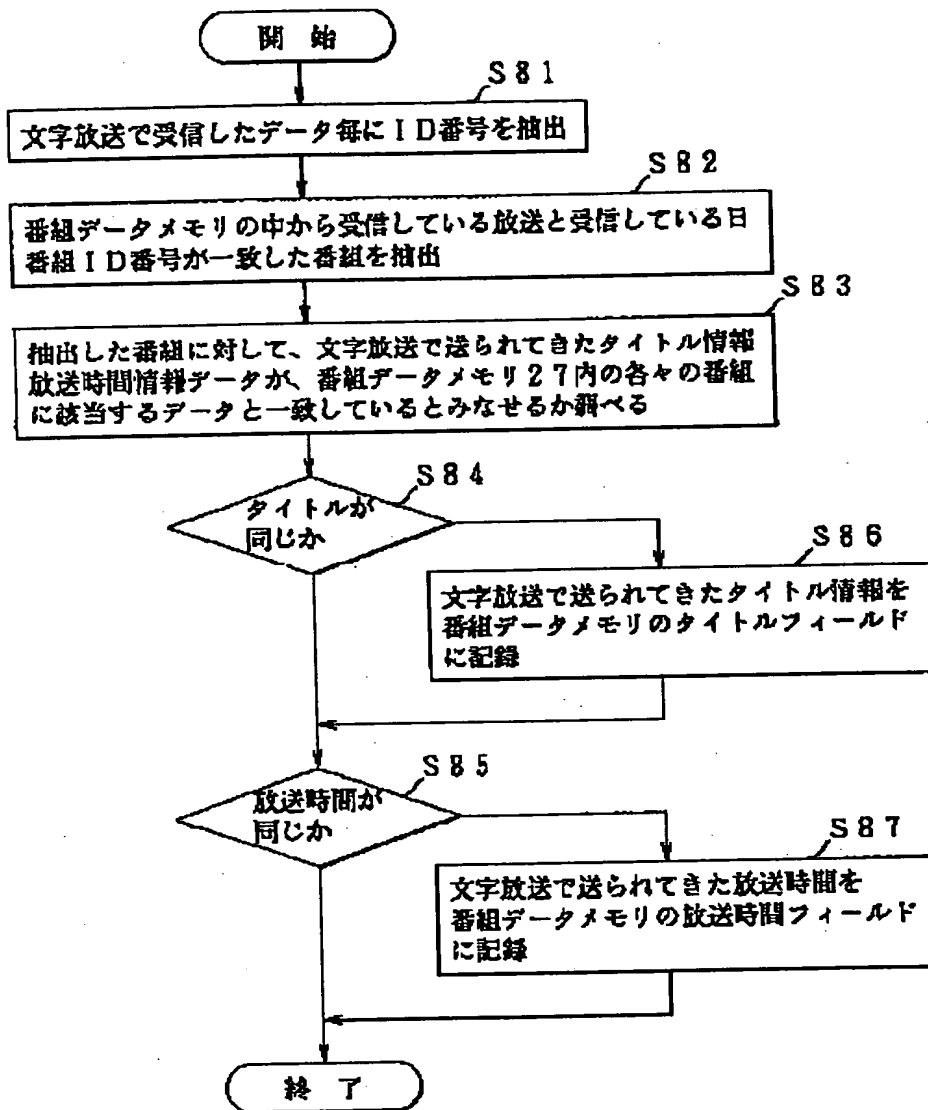 開始
S81
文字放送で受信したデータ毎にID番号を抽出
S82
番組データメモリの中から受信している放送と受信している日
番組ID番号が一致した番組を抽出
S83
抽出した番組に対して、文字放送で送られてきたタイトル情報
放送時間情報データが、番組データメモリ27内の各々の番組
に該当するデータと一致しているとみなせるか調べる
S84
タイトルが
同じか
S86
文字放送で送られてきたタイトル情報を
番組データメモリのタイトルフィールド
に記録
S85
放送時間が
同じか
S87
文字放送で送られてきた放送時間を
番組データメモリの放送時間フィールド
に記録
終了